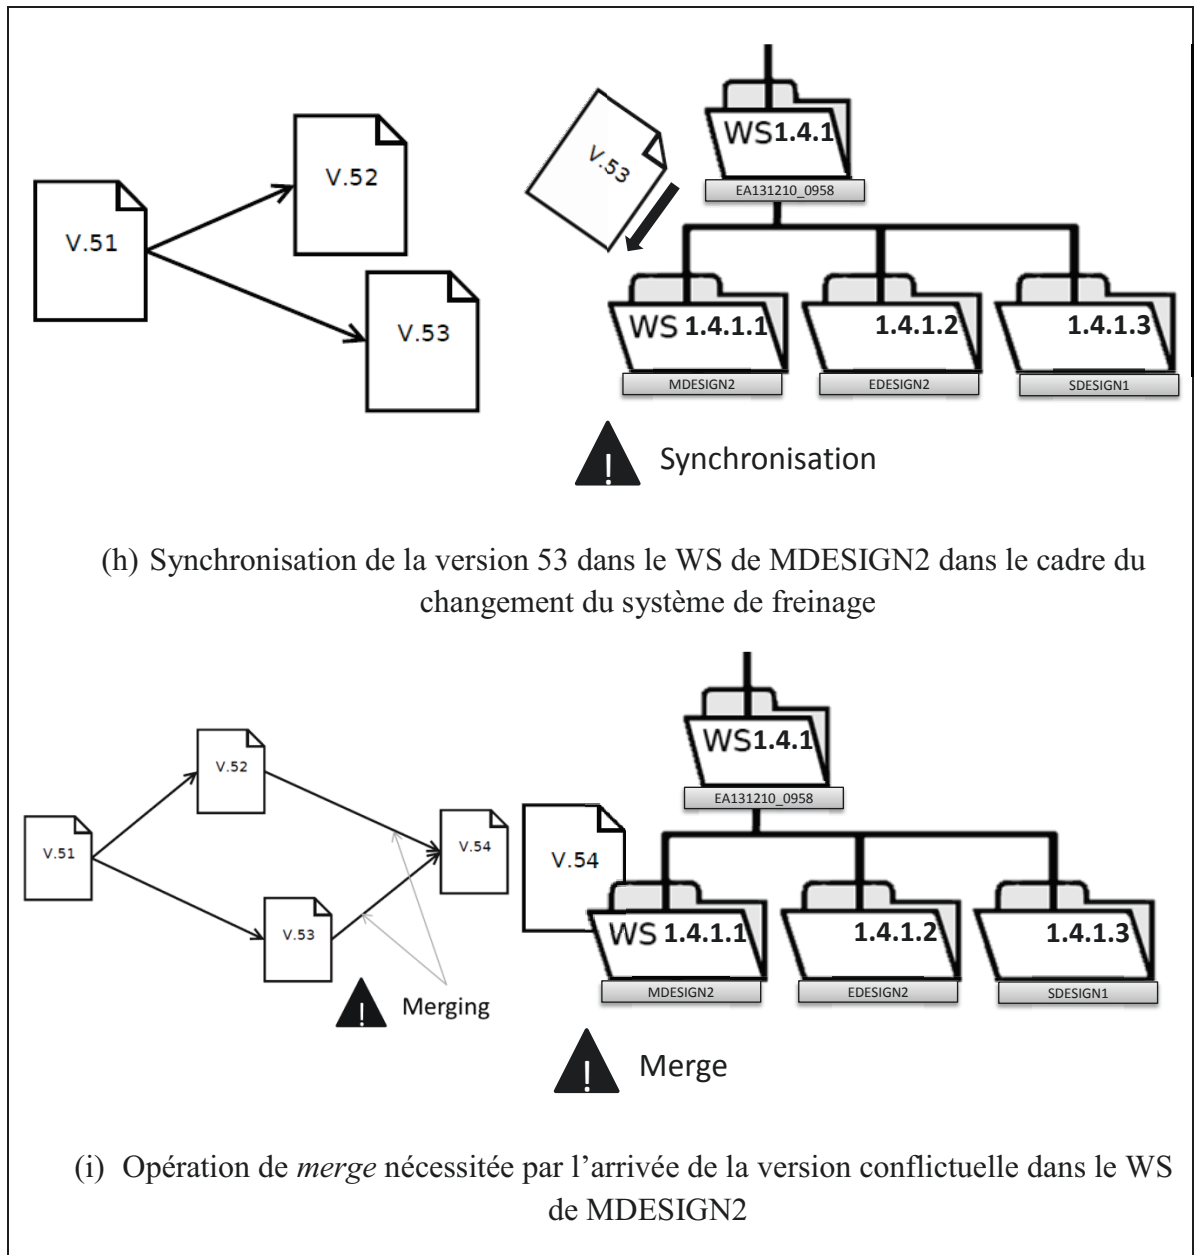 V.51
V.52
V.53
V.53
WS 1.4.1
EA131210_0958
WS 1.4.1.1
1.4.1.2
1.4.1.3
MDESIGN2
EDESIGN2
SDESIGN1
! Synchronisation
(h) Synchronisation de la version 53 dans le WS de MDESIGN2 dans le cadre du
changement du système de freinage
V.51
V.52
V.53
V.54
! Merging
V.54
WS 1.4.1
EA131210_0958
WS 1.4.1.1
1.4.1.2
1.4.1.3
MDESIGN2
EDESIGN2
SDESIGN1
! Merge
(i) Opération de merge nécessitée par l’arrivée de la version conflictuelle dans le WS
de MDESIGN2